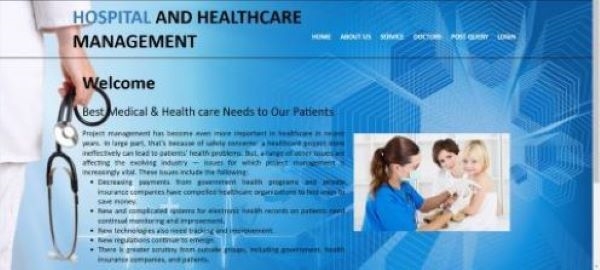 HOSPITAL AND HEALTHCARE
MANAGEMENT
HOME ABOUT US SERVICE DOCTORS POST QUERY LOGIN
Welcome
Best Medical & Health care Needs to Our Patients
Project management has become even more important in healthcare in recent
years. In large part, that's because of safety concerns a healthcare project done
ineffectively can lead to patients' health problems. But, a range of other issues are
affecting the evolving industry — issues for which project management is
increasingly vital. These issues include the following:
• Decreasing payments from government health programs and private
insurance companies have compelled healthcare organizations to find ways to
save money.
• New and complicated systems for electronic health records on patients need
continual monitoring and improvement.
• New technologies also need tracking and improvement.
• New regulations continue to emerge.
• There is greater scrutiny from outside groups, including government, health
insurance companies, and patients.